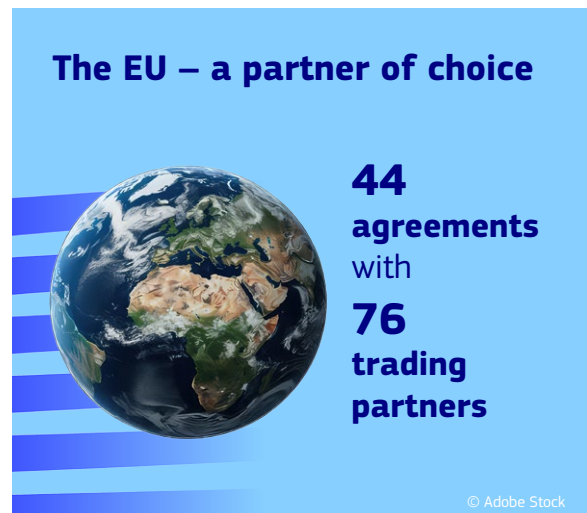 The EU – a partner of choice
44
agreements
with
76
trading
partners
© Adobe Stock